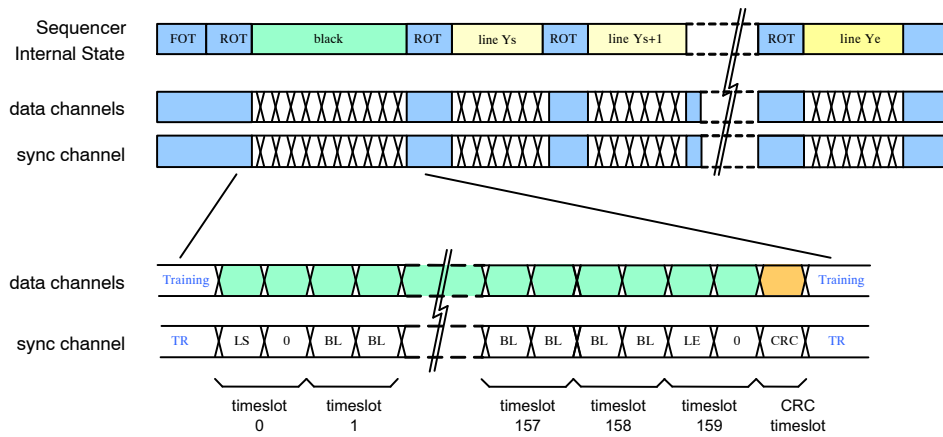 Sequencer
Internal State
FOT ROT black ROT line Ys ROT line Ys+1 ROT line Ye
data channels
sync channel
data channels Training Training
sync channel TR LS 0 BL BL BL BL BL BL LE 0 CRC TR
timeslot timeslot timeslot timeslot timeslot CRC
0 1 157 158 159 timeslot